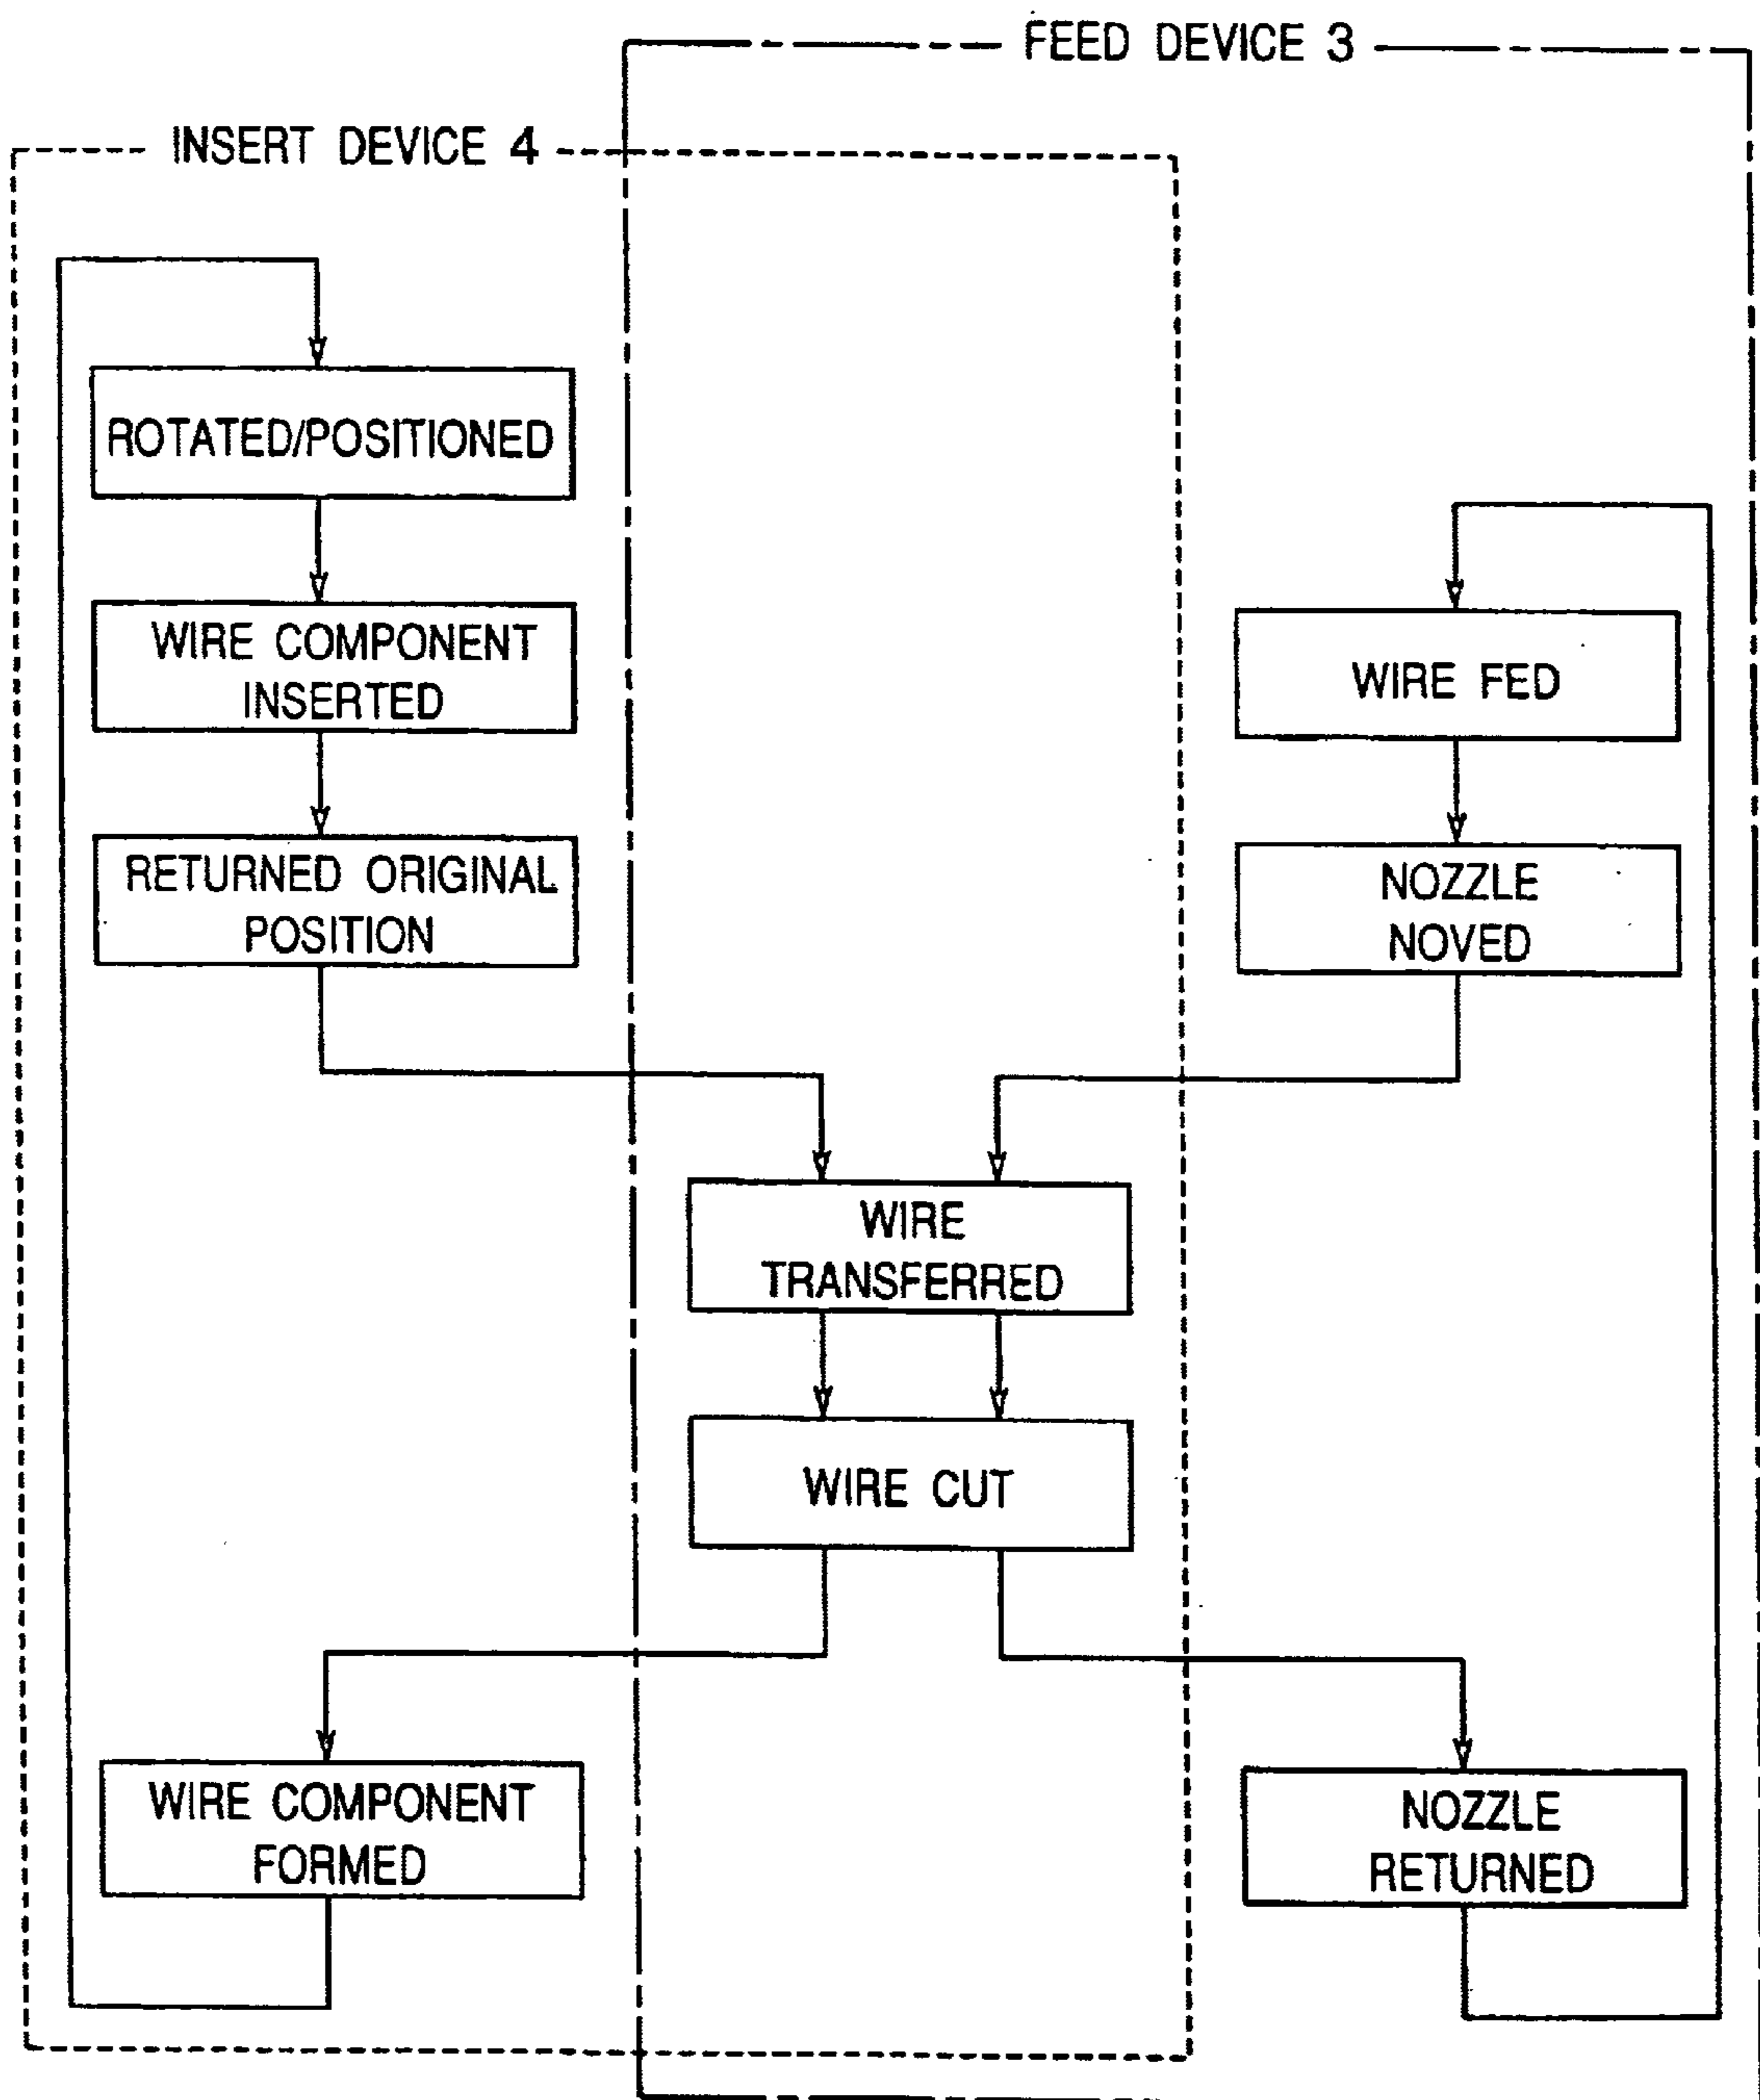 FEED DEVICE 3
INSERT DEVICE 4
ROTATED/POSITIONED
WIRE COMPONENT
INSERTED
RETURNED ORIGINAL
POSITION
WIRE FED
NOZZLE
NOVED
WIRE
TRANSFERRED
WIRE CUT
WIRE COMPONENT
FORMED
NOZZLE
RETURNED